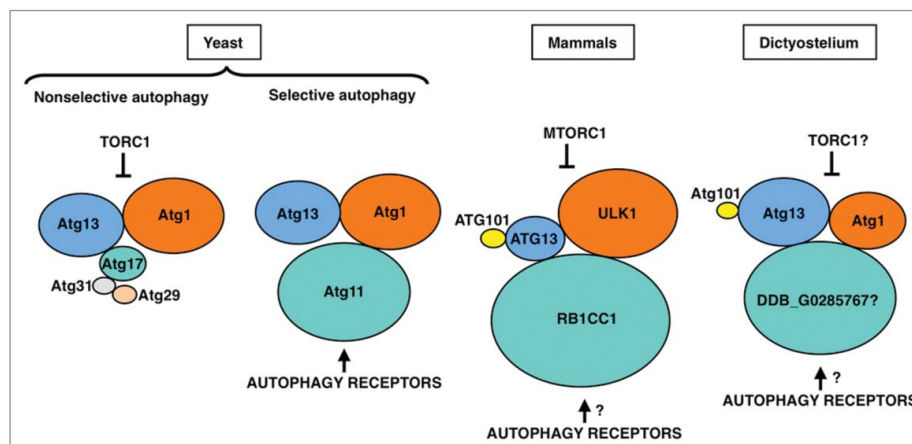 Yeast
Nonselective autophagy
Selective autophagy
TORC1
Atg13
Atg1
Atg17
Atg31
Atg29
Atg13
Atg1
Atg11
AUTOPHAGY RECEPTORS
Mammals
MTORC1
ULK1
ATG101
ATG13
RB1CC1
?
AUTOPHAGY RECEPTORS
Dictyostelium
TORC1?
Atg101
Atg13
Atg1
DDB_G0285767?
?
AUTOPHAGY RECEPTORS